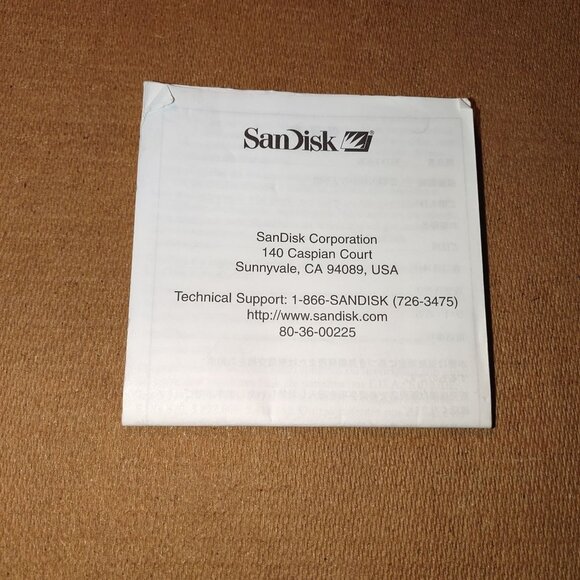 SanDisk
SanDisk Corporation
140 Caspian Court
Sunnyvale, CA 94089, USA
Technical Support: 1-866-SANDISK (726-3475)
http://www.sandisk.com
80-36-00225